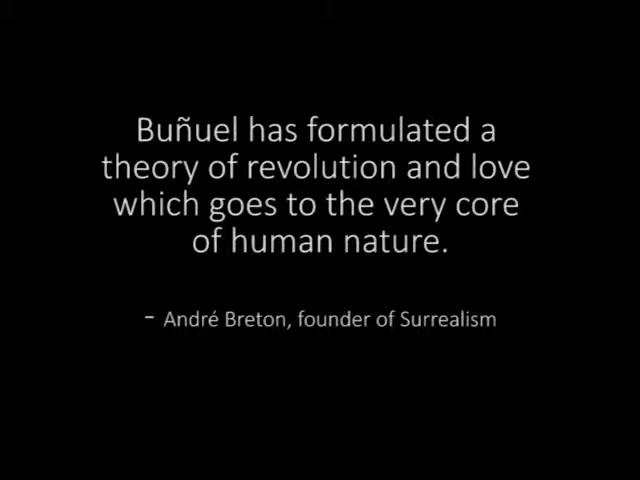 Buñuel has formulated a
theory of revolution and love
which goes to the very core
of human nature.
- André Breton, founder of Surrealism